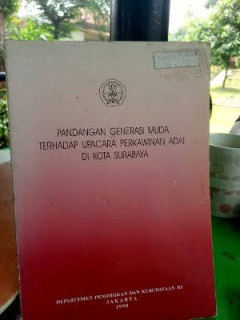 PANDANGAN GENERASI MUDA
TERHADAP UPACARA PERKAWINAN ADAT
DI KOTA SURABAYA
DEPARTEMEN PENDIDIKAN DAN KEBUDAYAAN RI
JAKARTA
1998